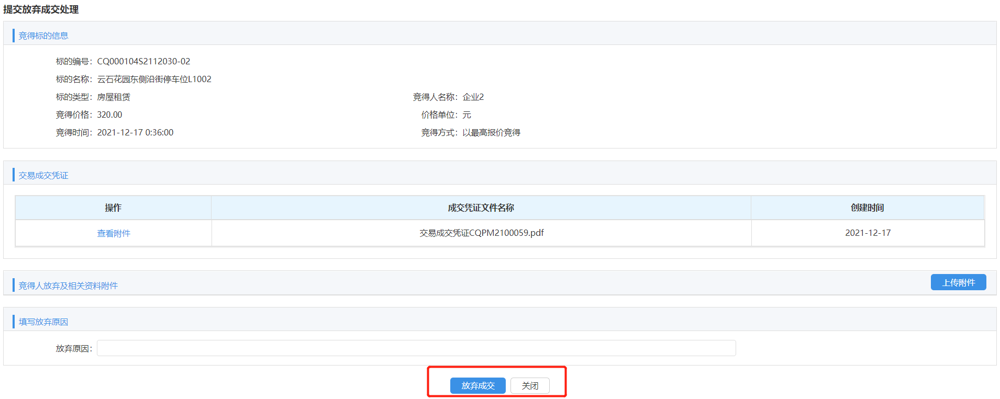 提交放弃成交处理
竞得标的信息
标的编号：CQ000104S2112030-02
标的名称：云石花园东侧沿街停车位L1002
标的类型：房屋租赁 竞得人名称：企业2
竞得价格：320.00 价格单位：元
竞得时间：2021-12-17 0:36:00 竞得方式：以最高报价竞得
交易成交凭证
操作 成交凭证文件名称 创建时间
查看附件 交易成交凭证CQPM2100059.pdf 2021-12-17
竞得人放弃及相关资料附件 上传附件
填写放弃原因
放弃原因：
放弃成交 关闭